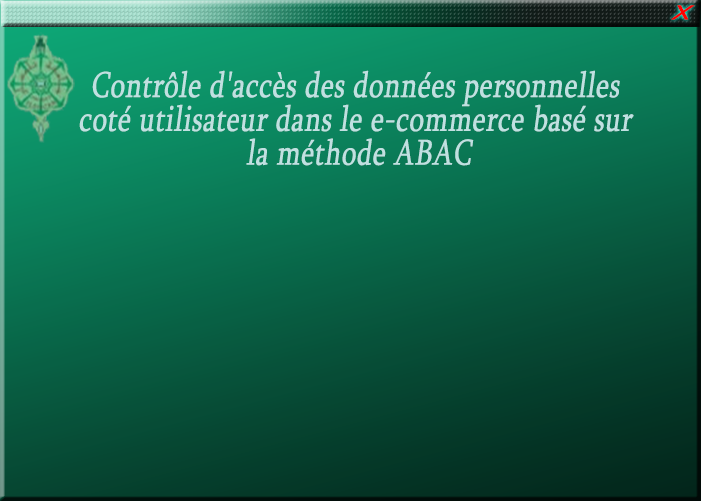 Contrôle d'accès des données personnelles
coté utilisateur dans le e-commerce basé sur
la méthode ABAC